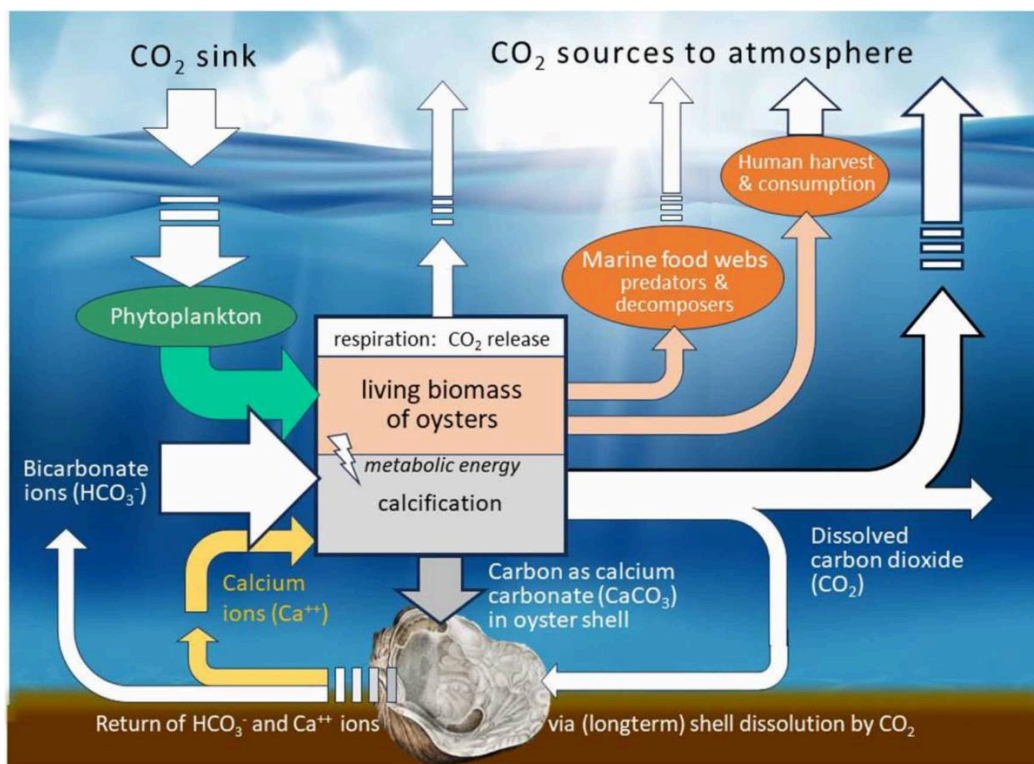 CO₂ sink
CO₂ sources to atmosphere
Human harvest
& consumption
Marine food webs
predators &
decomposers
Phytoplankton
respiration: CO₂ release
living biomass
of oysters
metabolic energy
calcification
Bicarbonate
ions (HCO₃⁻)
Calcium
ions (Ca⁺⁺)
Carbon as calcium
carbonate (CaCO₃)
in oyster shell
Dissolved
carbon dioxide
(CO₂)
Return of HCO₃⁻ and Ca⁺⁺ ions via (longterm) shell dissolution by CO₂